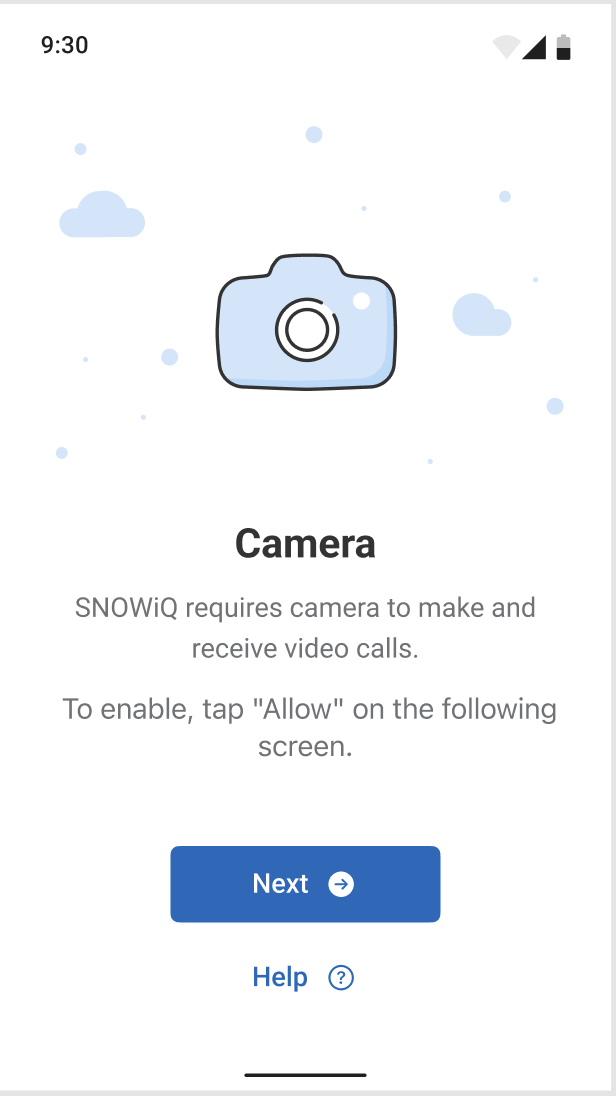 9:30
Camera
SNOWiQ requires camera to make and
receive video calls.
To enable, tap "Allow" on the following
screen.
Next
Help ?